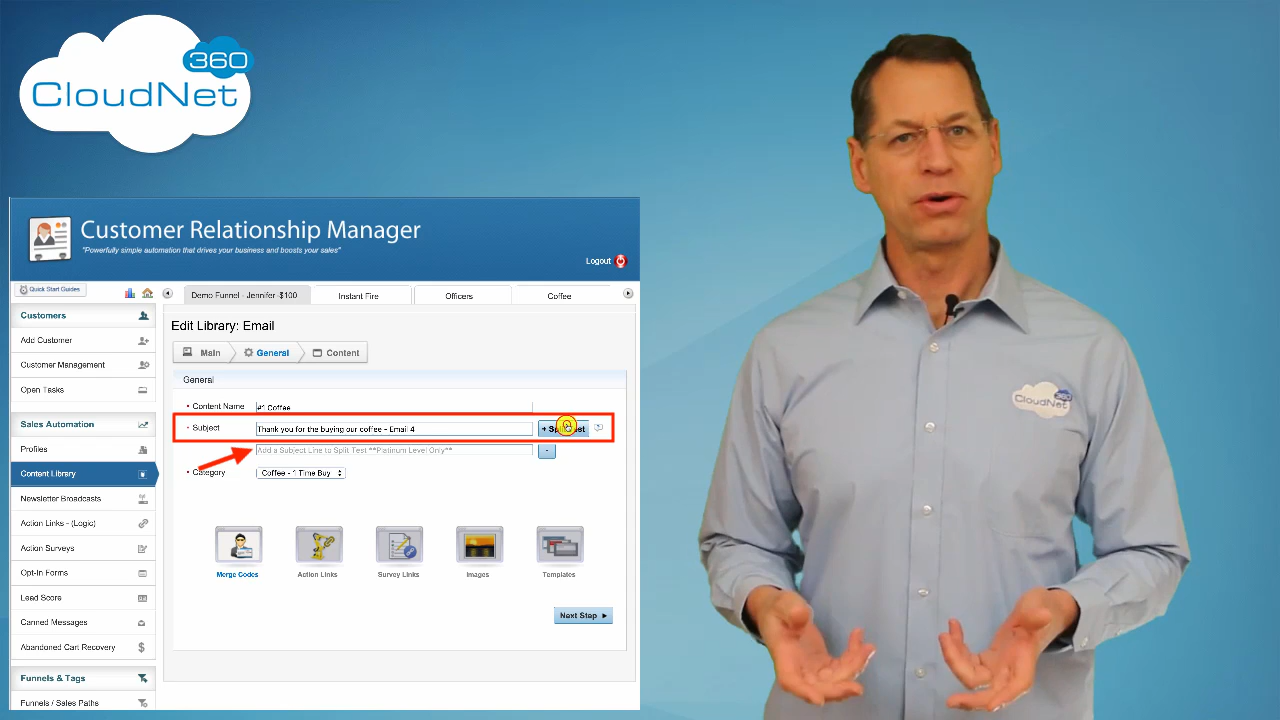 360
CloudNet
Customer Relationship Manager
"Powerfully simple automation that drives your business and boosts your sales"
Logout
Quick Start Guides
Demo Funnel - Jennifer -$100
Instant Fire
Officers
Coffee
Customers
Add Customer
Customer Management
Open Tasks
Sales Automation
Profiles
Content Library
Newsletter Broadcasts
Action Links - (Logic)
Action Surveys
Opt-In Forms
Lead Score
Canned Messages
Abandoned Cart Recovery
Funnels & Tags
Funnels / Sales Paths
Edit Library: Email
Main
General
Content
General
Content Name
#1 Coffee
Subject
Thank you for the buying our coffee - Email 4
Add a Subject Line to Split Test **Platinum Level Only**
-
Category
Coffee - 1 Time Buy
Merge Codes
Action Links
Survey Links
Images
Templates
Next Step
360
CloudNet